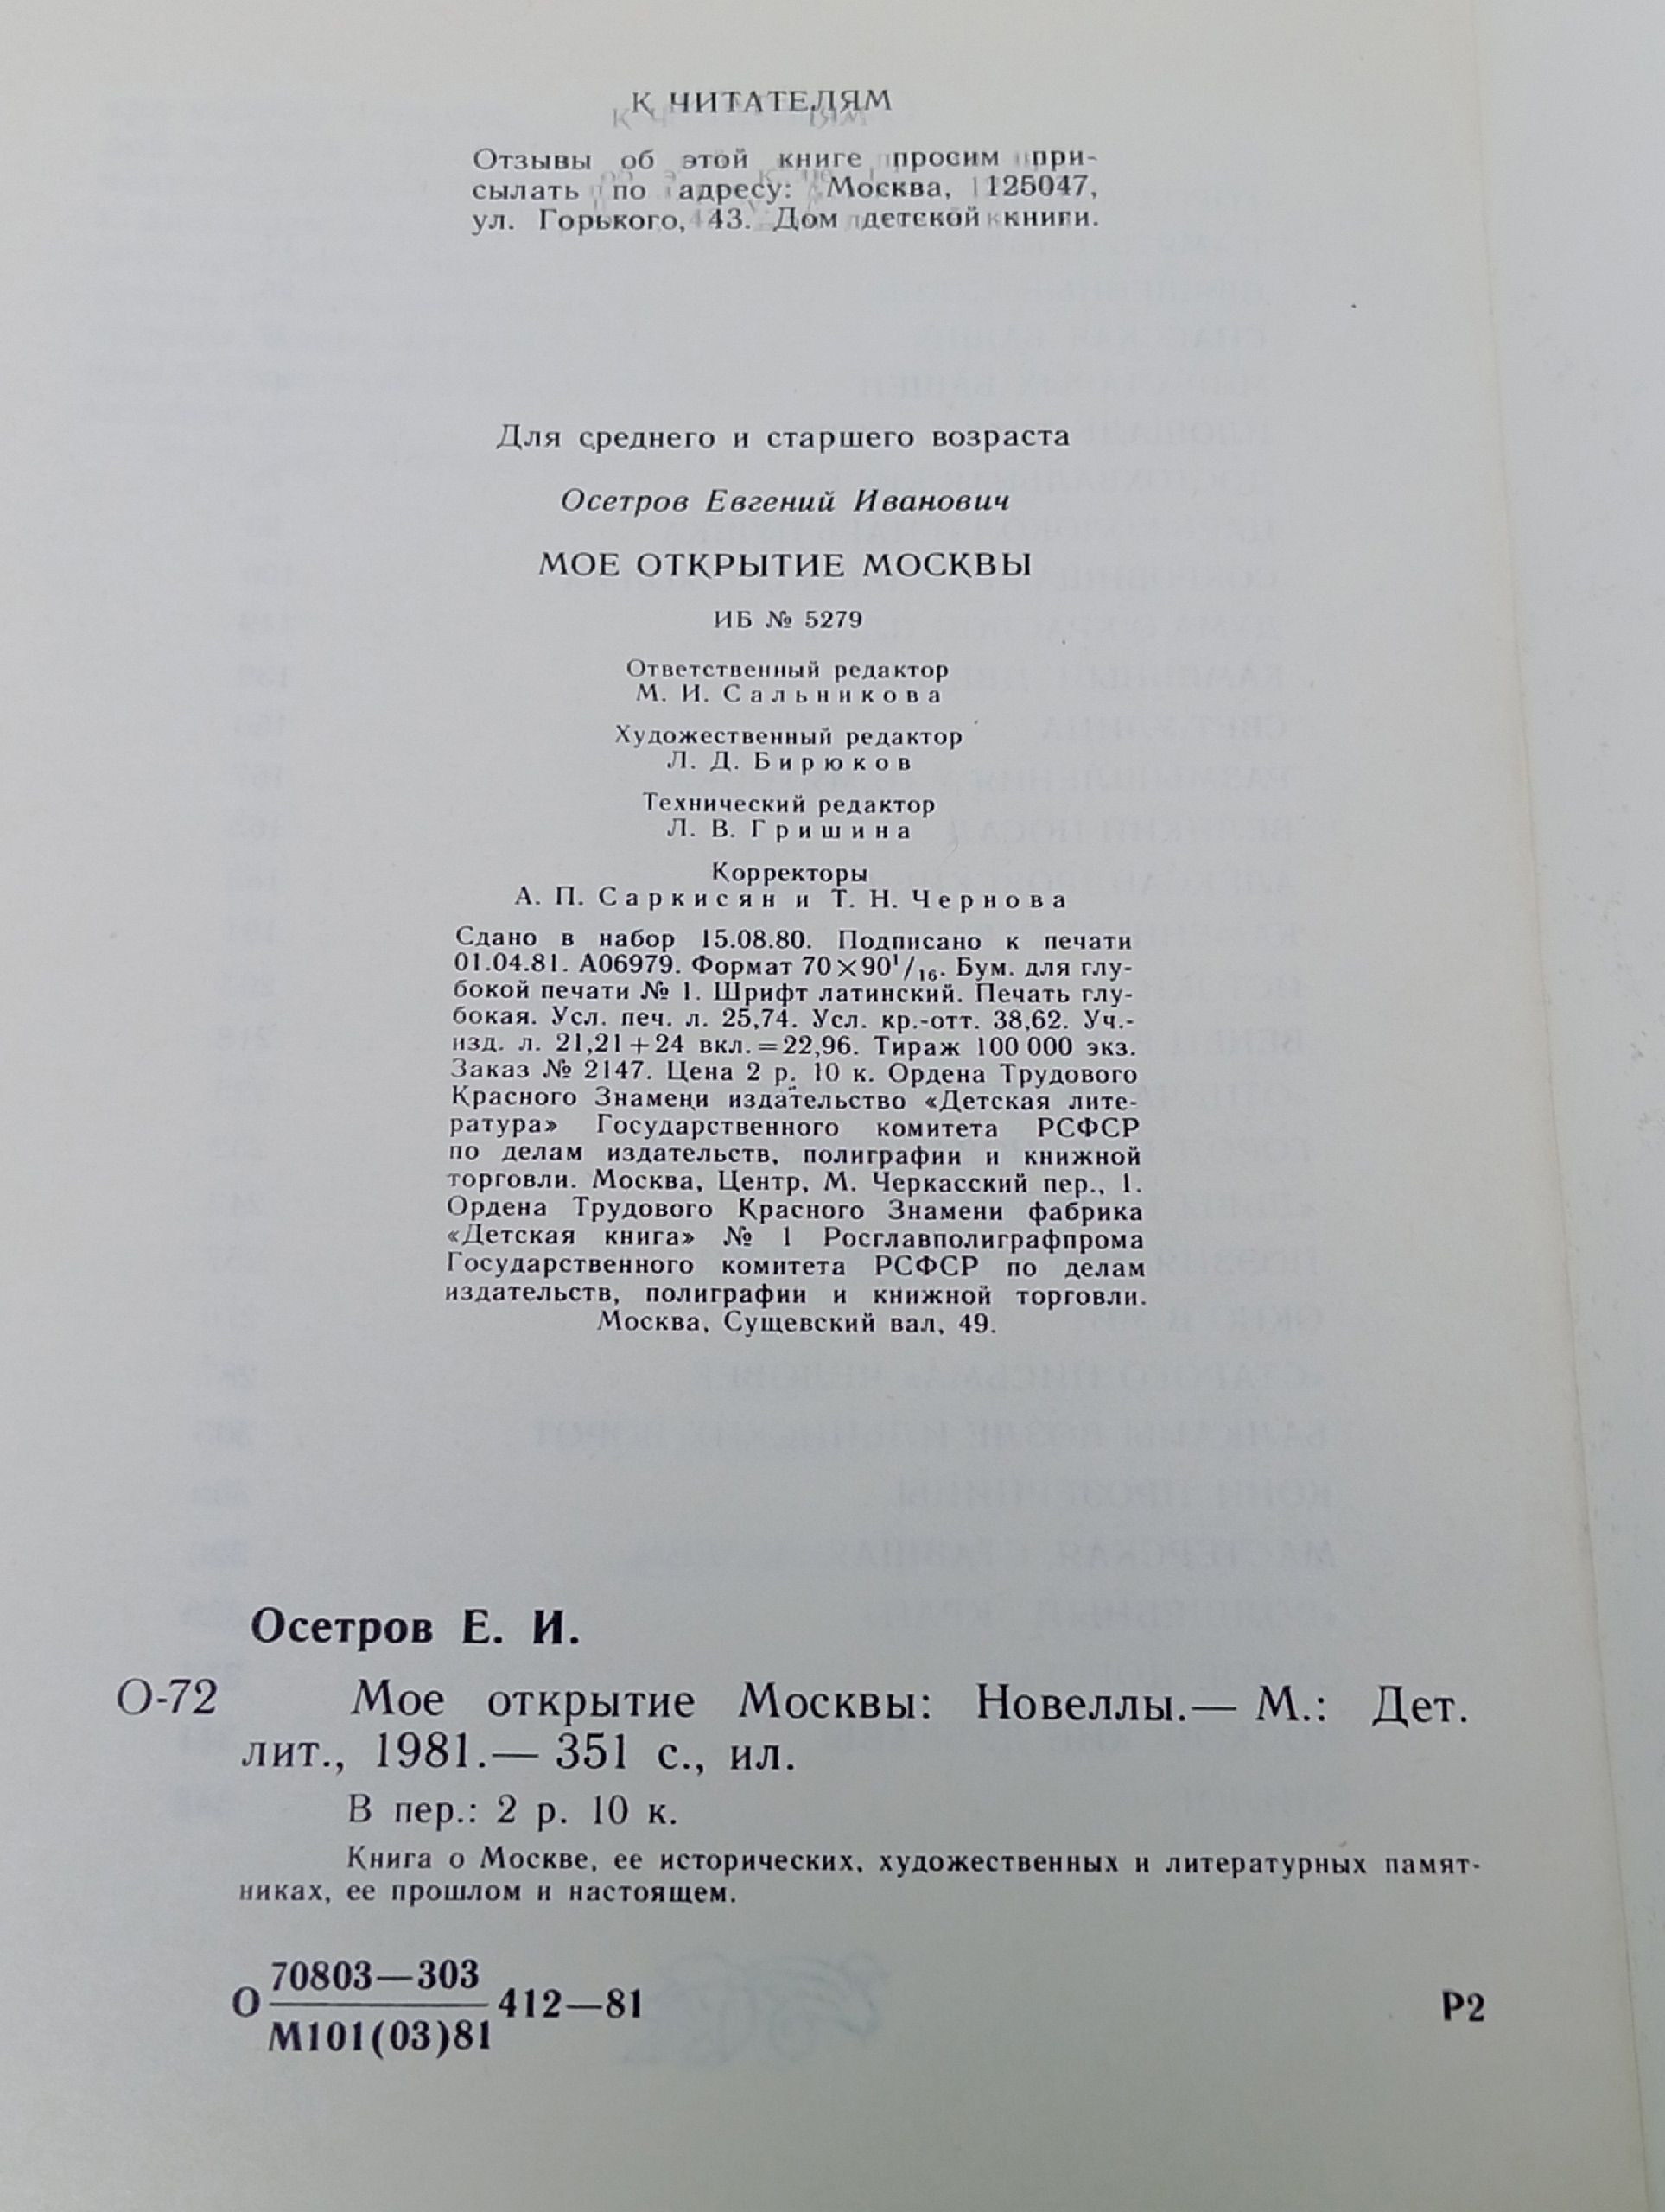 К ЧИТАТЕЛЯМ
Отзывы об этой книге просим при-
сылать по адресу: Москва, 125047,
ул. Горького, 43. Дом детской книги.
Для среднего и старшего возраста
Осетров Евгений Иванович
МОЕ ОТКРЫТИЕ МОСКВЫ
ИБ № 5279
Ответственный редактор
М. И. Сальникова
Художественный редактор
Л. Д. Бирюков
Технический редактор
Л. В. Гришина
Корректоры
А. П. Саркисян и Т. Н. Чернова
Сдано в набор 15.08.80. Подписано к печати
01.04.81. А06979. Формат 70×90¹/₁₆. Бум. для глу-
бокой печати № 1. Шрифт латинский. Печать глу-
бокая. Усл. печ. л. 25,74. Усл. кр.-отт. 38,62. Уч.-
изд. л. 21,21+24 вкл.=22,96. Тираж 100 000 экз.
Заказ № 2147. Цена 2 р. 10 к. Ордена Трудового
Красного Знамени издательство «Детская лите-
ратура» Государственного комитета РСФСР
по делам издательств, полиграфии и книжной
торговли. Москва, Центр, М. Черкасский пер., 1.
Ордена Трудового Красного Знамени фабрика
«Детская книга» № 1 Росглавполиграфпрома
Государственного комитета РСФСР по делам
издательств, полиграфии и книжной торговли.
Москва, Сущевский вал, 49.
Осетров Е. И.
О-72 Мое открытие Москвы: Новеллы.— М.: Дет.
лит., 1981.— 351 с., ил.
В пер.: 2 р. 10 к.
Книга о Москве, ее исторических, художественных и литературных памят-
никах, ее прошлом и настоящем.
70803—303
О 412—81 Р2
М101(03)81